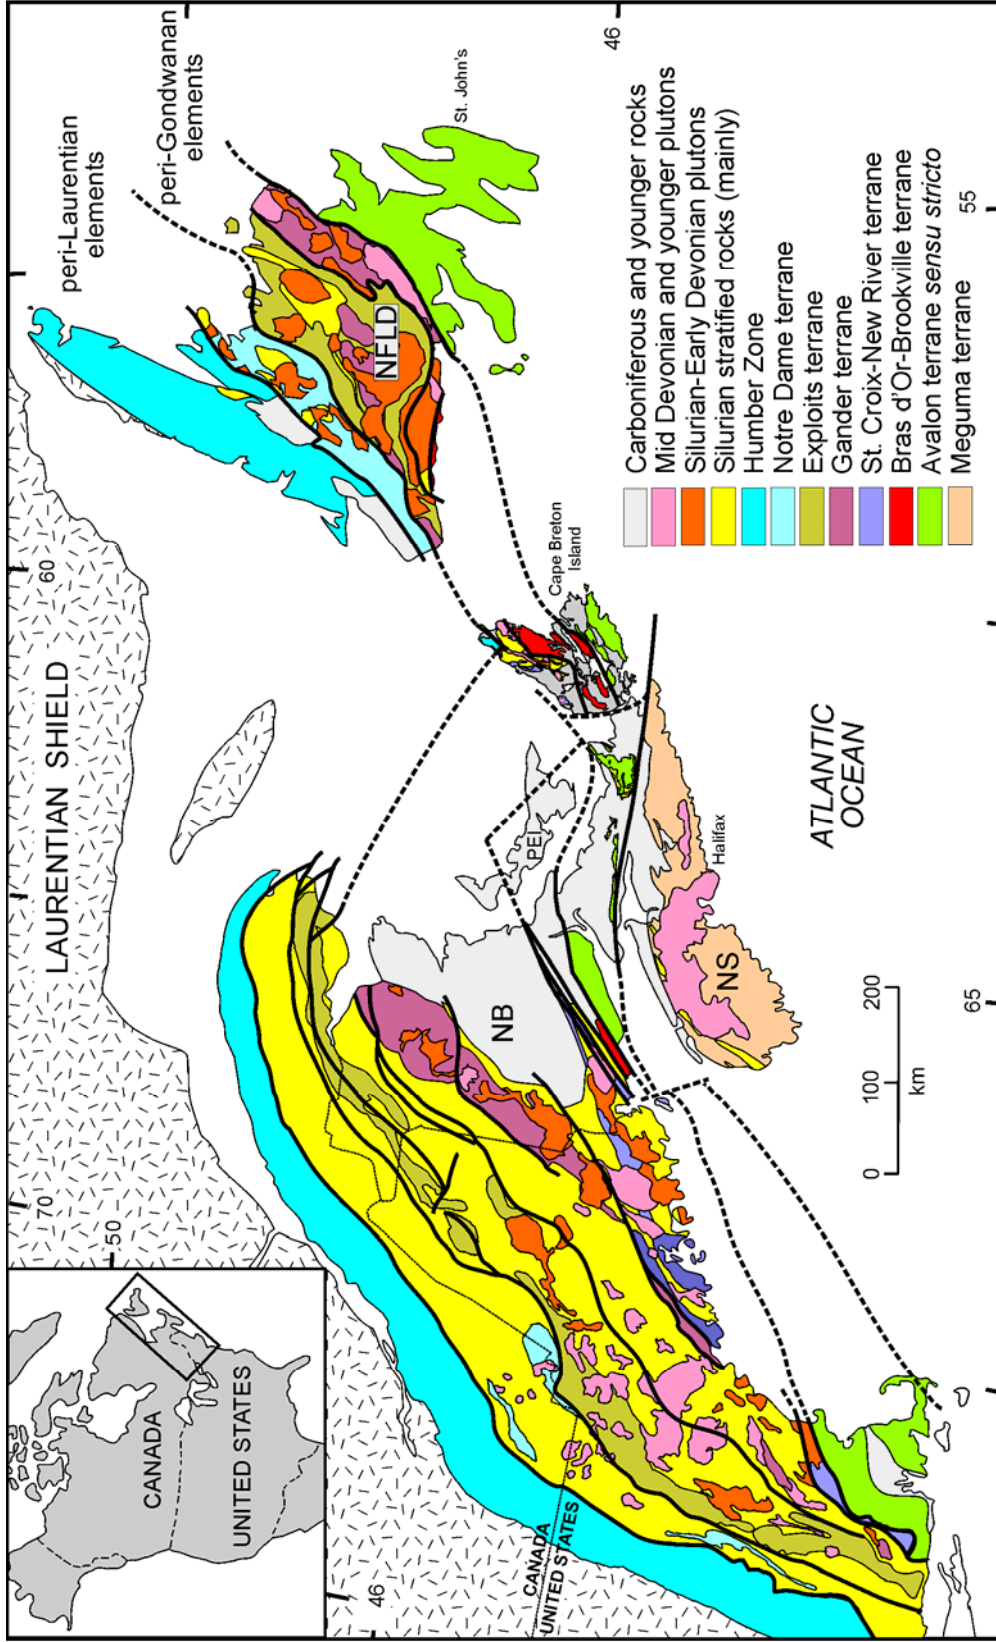 LAURENTIAN SHIELD
peri-Laurentian
elements
peri-Gondwanan
elements
St. John's
NFLD
Cape Breton
Island
PEI
NB
NS
Halifax
ATLANTIC
OCEAN
CANADA
UNITED STATES
CANADA
UNITED STATES
70
60
50
46
46
65
55
0 100 200
km
Carboniferous and younger rocks
Mid Devonian and younger plutons
Silurian-Early Devonian plutons
Silurian stratified rocks (mainly)
Humber Zone
Notre Dame terrane
Exploits terrane
Gander terrane
St. Croix-New River terrane
Bras d'Or-Brookville terrane
Avalon terrane sensu stricto
Meguma terrane